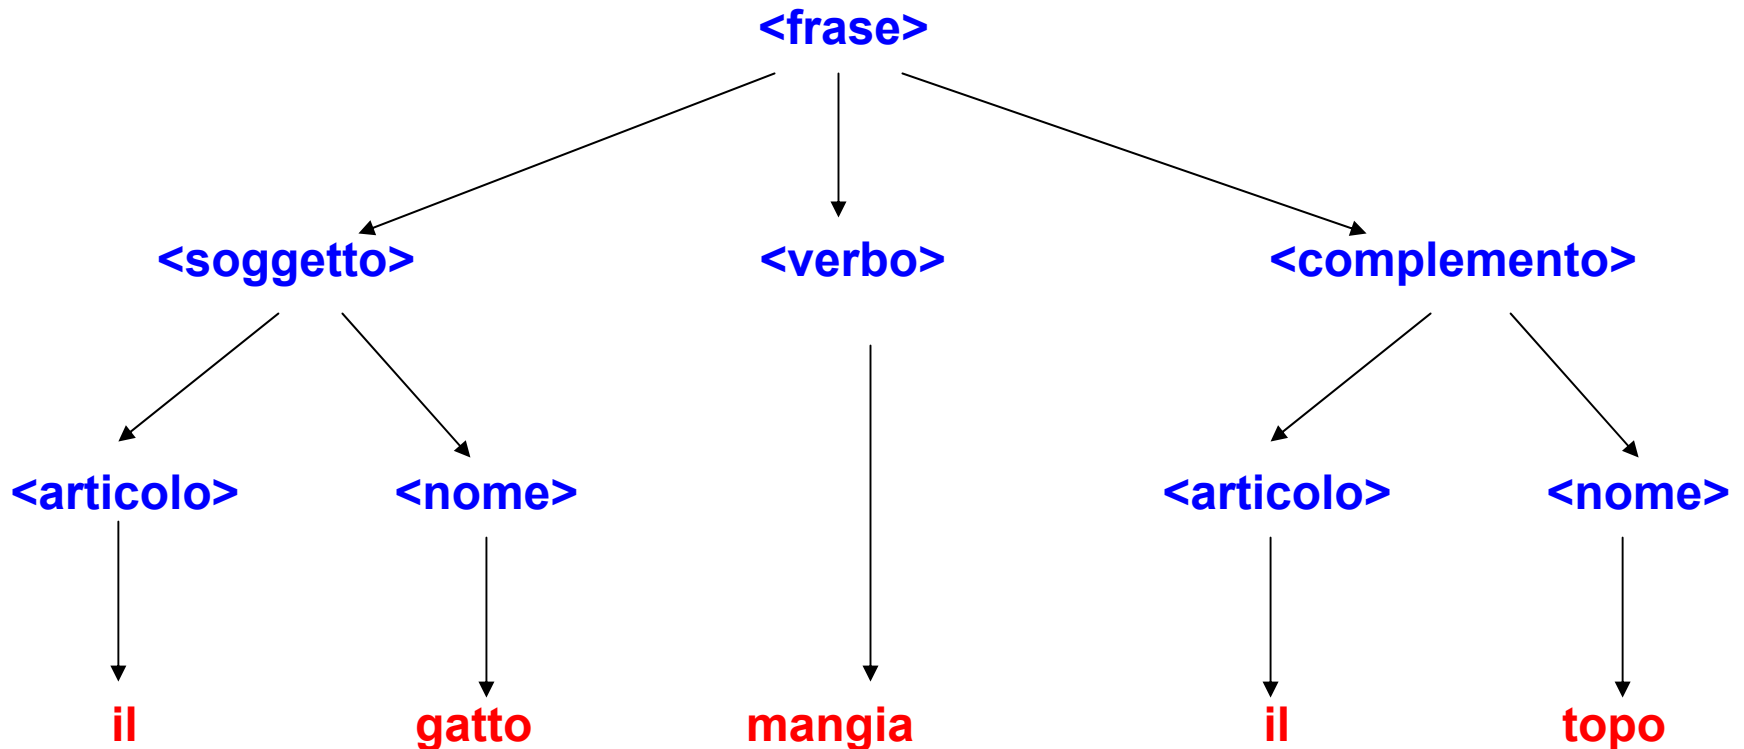 <frase>
<soggetto> <verbo> <complemento>
<articolo> <nome> <articolo> <nome>
il gatto mangia il topo